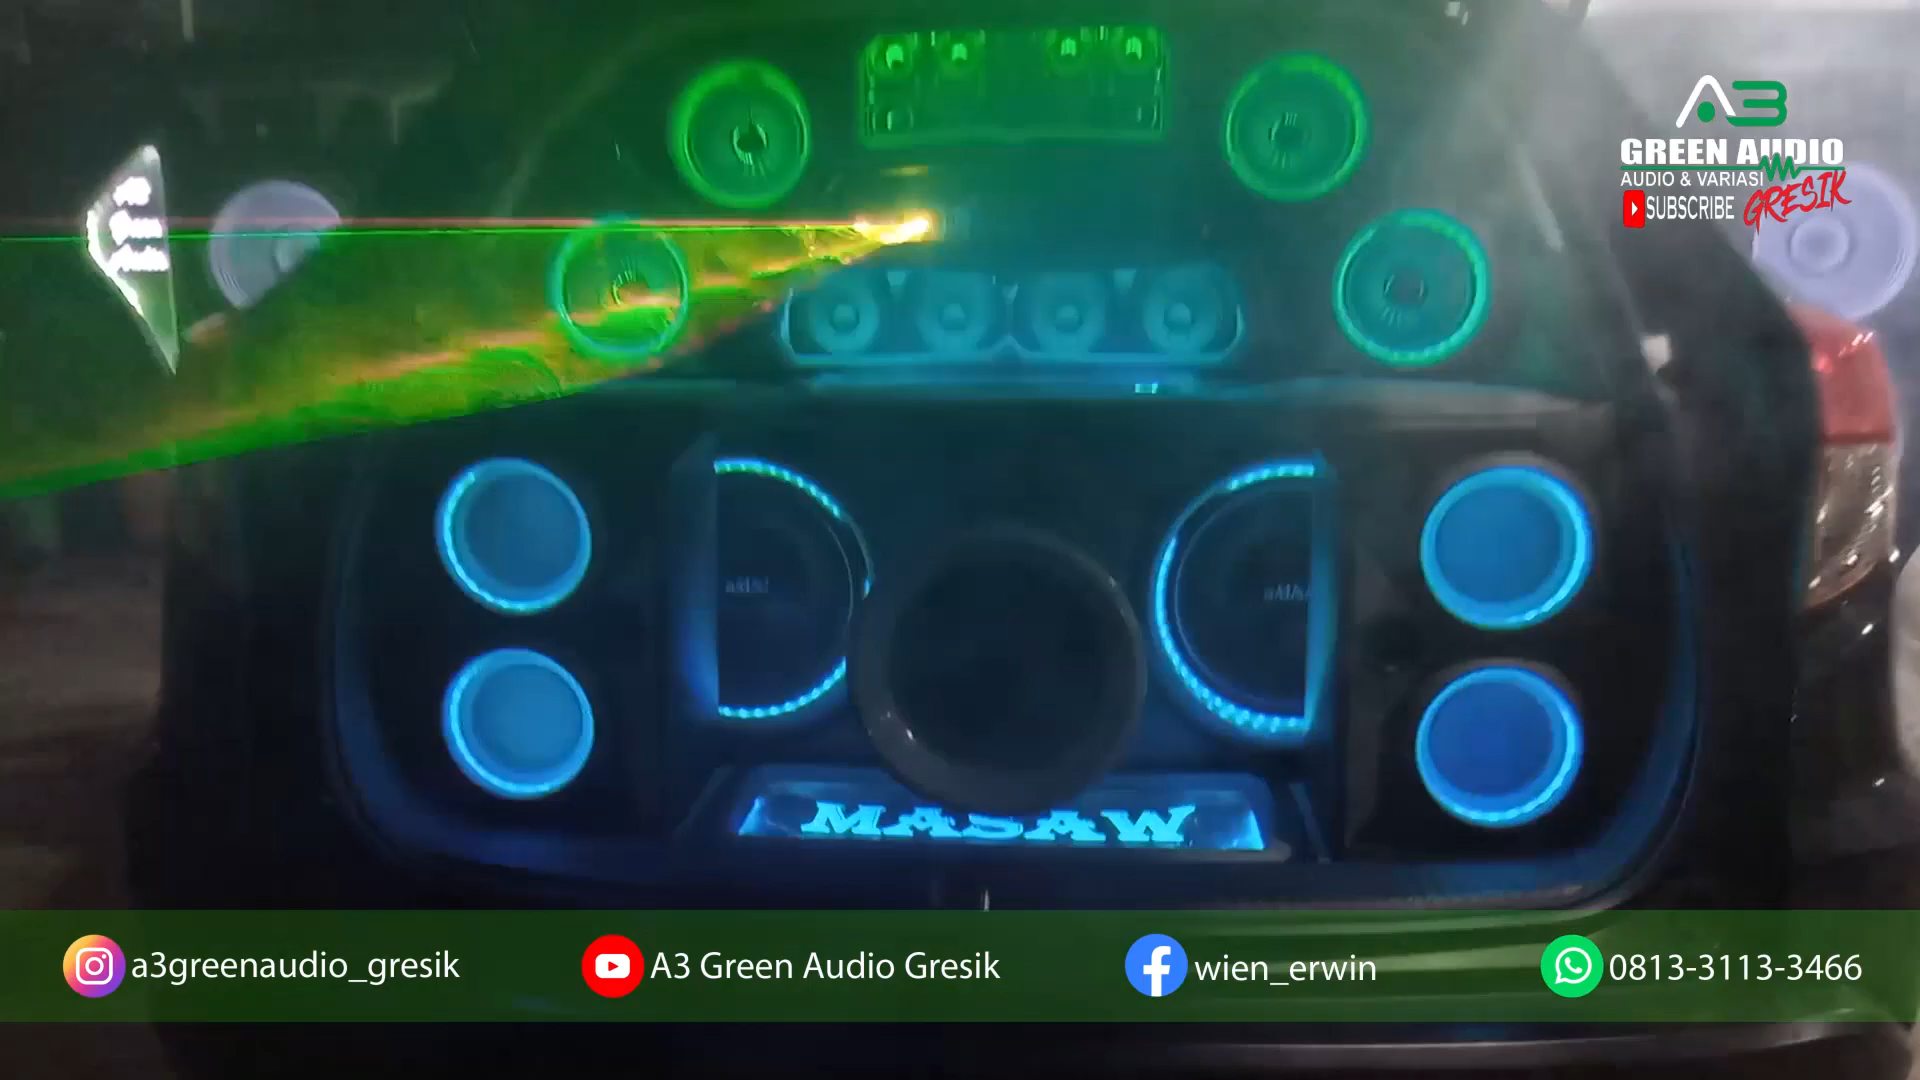 A3
GREEN AUDIO
AUDIO & VARIASI
SUBSCRIBE GRESIK
MASAW
a3greenaudio_gresik
A3 Green Audio Gresik
wien_erwin
0813-3113-3466